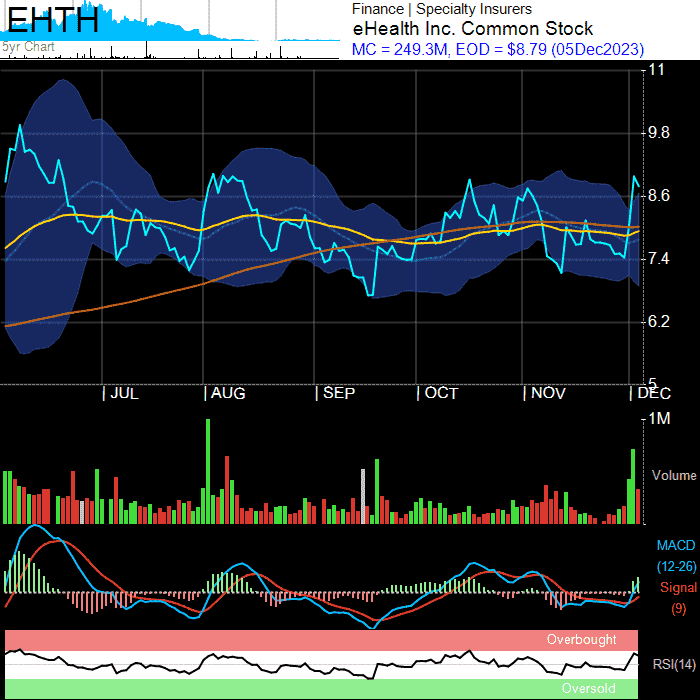 EHTH
5yr Chart
Finance | Specialty Insurers
eHealth Inc. Common Stock
MC = 249.3M, EOD = $8.79 (05Dec2023)
11
9.8
8.6
7.4
6.2
5
| JUL | AUG | SEP | OCT | NOV | DEC
1M
Volume
MACD
(12-26)
Signal
(9)
Overbought
RSI(14)
Oversold